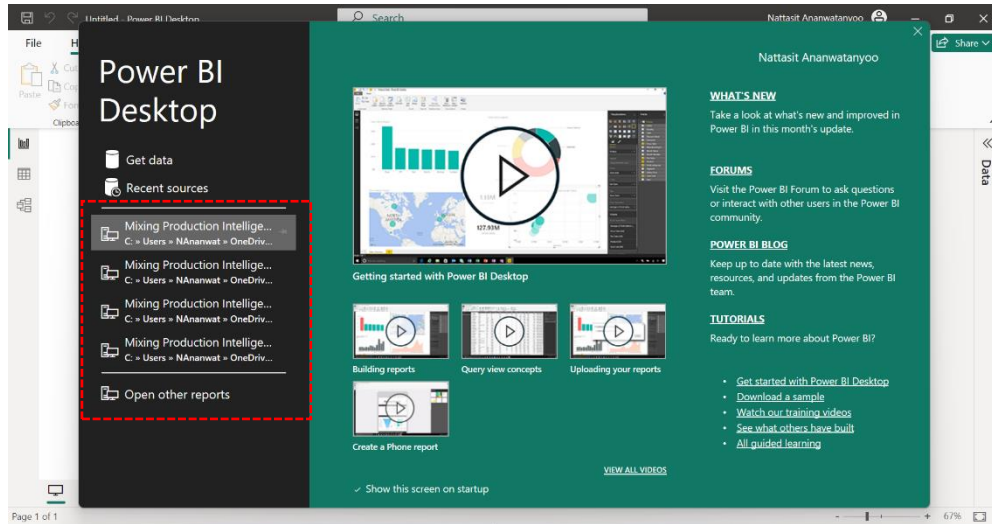 Untitled - Power BI Desktop
Search
Nattasit Ananwatanyoo
File
H
Share
Paste
Cut
Cop
For
Clipboa
Data
Power BI
Desktop
Get data
Recent sources
Mixing Production Intellige...
C: » Users » NAnanwat » OneDriv...
Mixing Production Intellige...
C: » Users » NAnanwat » OneDriv...
Mixing Production Intellige...
C: » Users » NAnanwat » OneDriv...
Mixing Production Intellige...
C: » Users » NAnanwat » OneDriv...
Open other reports
127.93M
Getting started with Power BI Desktop
Building reports
Query view concepts
Uploading your reports
Create a Phone report
VIEW ALL VIDEOS
Show this screen on startup
Nattasit Ananwatanyoo
WHAT'S NEW
Take a look at what's new and improved in
Power BI in this month's update.
FORUMS
Visit the Power BI Forum to ask questions
or interact with other users in the Power BI
community.
POWER BI BLOG
Keep up to date with the latest news,
resources, and updates from the Power BI
team.
TUTORIALS
Ready to learn more about Power BI?
• Get started with Power BI Desktop
• Download a sample
• Watch our training videos
• See what others have built
• All guided learning
Page 1 of 1
- + 67%